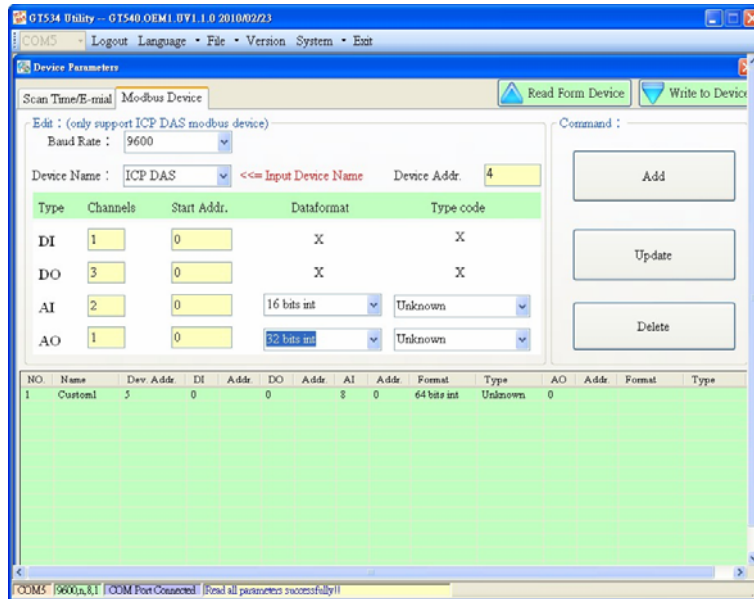 GT534 Utility -- GT540.OEM1.UV1.1.0 2010/02/23
COM5 Logout Language • File • Version System • Exit
Device Parameters
Scan Time/E-mial Modbus Device Read Form Device Write to Device
Edit : (only support ICP DAS modbus device) Command :
Baud Rate : 9600
Device Name : ICP DAS <<= Input Device Name Device Addr. 4 Add
Type Channels Start Addr. Dataformat Type code
DI 1 0 X X
Update
DO 3 0 X X
AI 2 0 16 bits int Unknown
Delete
AO 1 0 32 bits int Unknown
NO. Name Dev. Addr. DI Addr. DO Addr. AI Addr. Format Type AO Addr. Format Type
1 Custom1 5 0 0 8 0 64 bits int Unknown 0
COM5 9600,n,8,1 COM Port Connected Read all parameters successfully!!